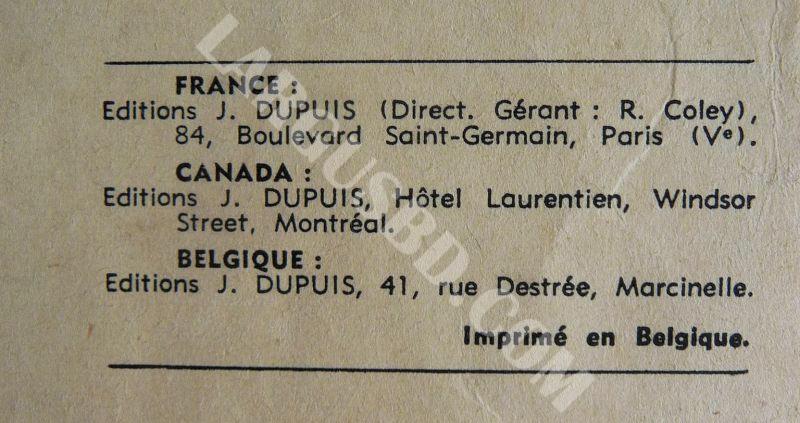 FRANCE :
Editions J. DUPUIS (Direct. Gérant : R. Coley),
84, Boulevard Saint-Germain, Paris (Ve).
CANADA :
Editions J. DUPUIS, Hôtel Laurentien, Windsor
Street, Montréal.
BELGIQUE :
Editions J. DUPUIS, 41, rue Destrée, Marcinelle.
Imprimé en Belgique.